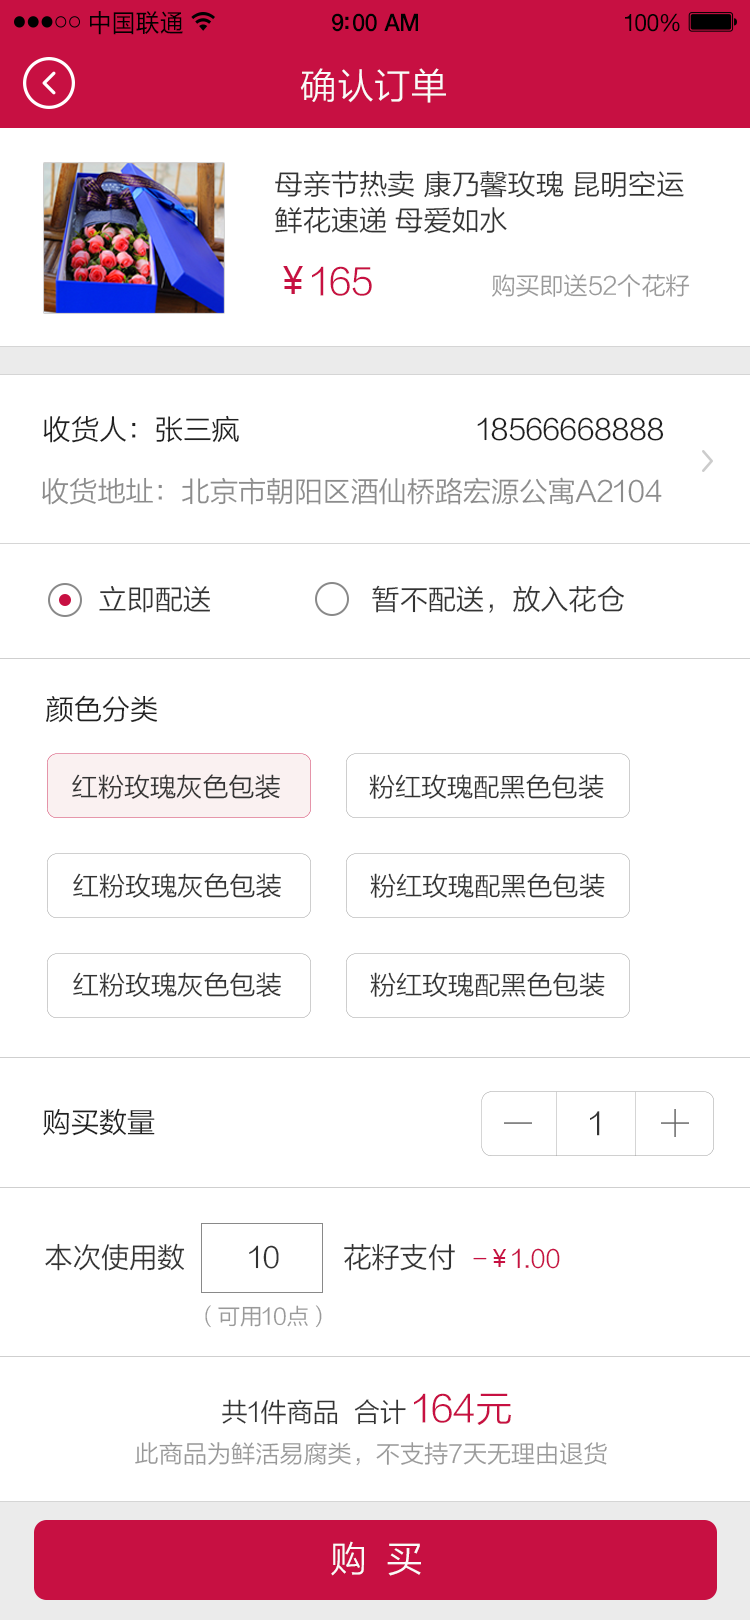 中国联通 9:00 AM 100%
确认订单
母亲节热卖 康乃馨玫瑰 昆明空运
鲜花速递 母爱如水
¥165 购买即送52个花籽
收货人：张三疯 18566668888
收货地址：北京市朝阳区酒仙桥路宏源公寓A2104
立即配送 暂不配送，放入花仓
颜色分类
红粉玫瑰灰色包装 粉红玫瑰配黑色包装
红粉玫瑰灰色包装 粉红玫瑰配黑色包装
红粉玫瑰灰色包装 粉红玫瑰配黑色包装
购买数量 — 1 +
本次使用数 10 花籽支付 -¥1.00
（可用10点）
共1件商品 合计 164元
此商品为鲜活易腐类，不支持7天无理由退货
购 买